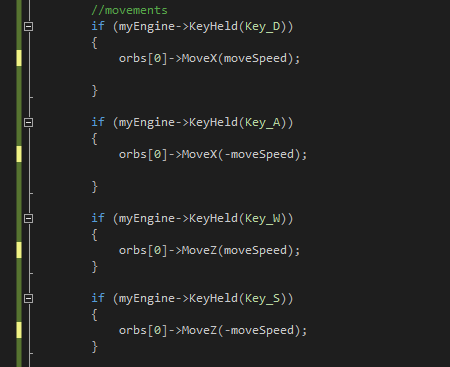 //movements
if (myEngine->KeyHeld(Key_D))
{
orbs[0]->MoveX(moveSpeed);
}
if (myEngine->KeyHeld(Key_A))
{
orbs[0]->MoveX(-moveSpeed);
}
if (myEngine->KeyHeld(Key_W))
{
orbs[0]->MoveZ(moveSpeed);
}
if (myEngine->KeyHeld(Key_S))
{
orbs[0]->MoveZ(-moveSpeed);
}